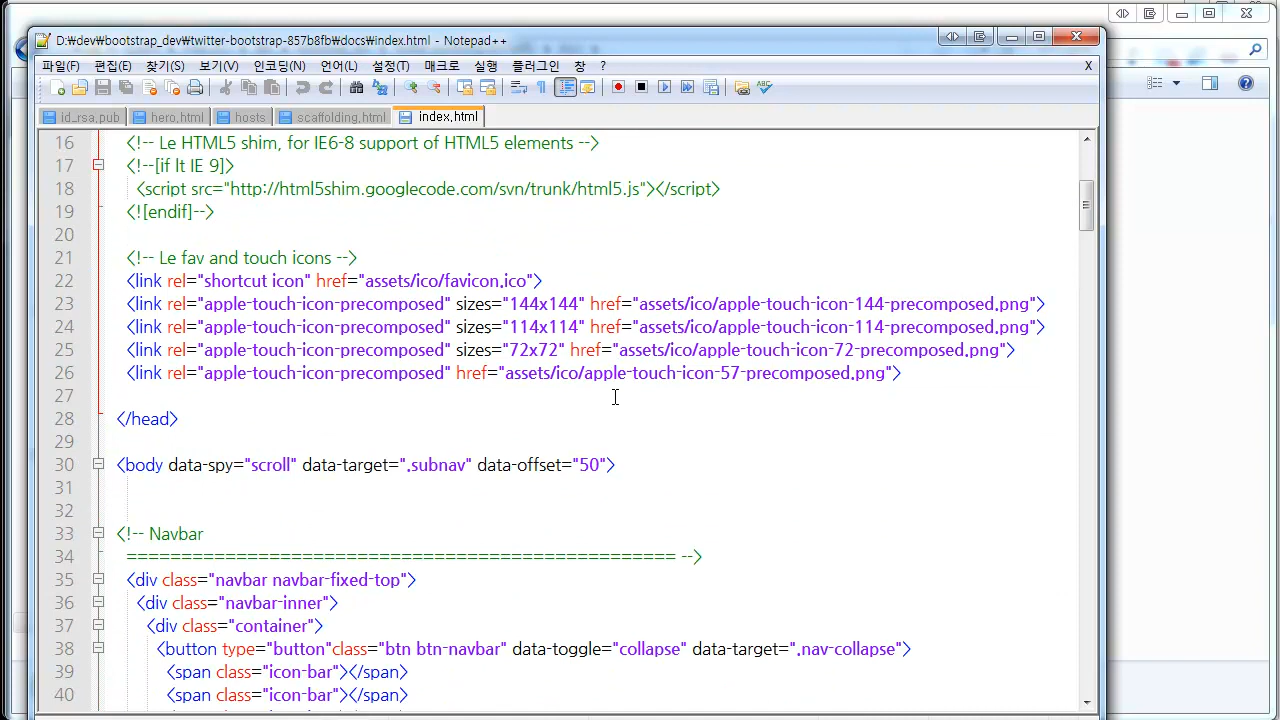 D:₩dev₩bootstrap_dev₩twitter-bootstrap-857b8fb₩docs₩index.html - Notepad++
파일(F) 편집(E) 찾기(S) 보기(V) 인코딩(N) 언어(L) 설정(T) 매크로 실행 플러그인 창 ? X
id_rsa.pub hero.html hosts scaffolding.html index.html
16 <!-- Le HTML5 shim, for IE6-8 support of HTML5 elements -->
17 <!--[if lt IE 9]>
18 <script src="http://html5shim.googlecode.com/svn/trunk/html5.js"></script>
19 <![endif]-->
20
21 <!-- Le fav and touch icons -->
22 <link rel="shortcut icon" href="assets/ico/favicon.ico">
23 <link rel="apple-touch-icon-precomposed" sizes="144x144" href="assets/ico/apple-touch-icon-144-precomposed.png">
24 <link rel="apple-touch-icon-precomposed" sizes="114x114" href="assets/ico/apple-touch-icon-114-precomposed.png">
25 <link rel="apple-touch-icon-precomposed" sizes="72x72" href="assets/ico/apple-touch-icon-72-precomposed.png">
26 <link rel="apple-touch-icon-precomposed" href="assets/ico/apple-touch-icon-57-precomposed.png">
27
28 </head>
29
30 <body data-spy="scroll" data-target=".subnav" data-offset="50">
31
32
33 <!-- Navbar
34 ================================================== -->
35 <div class="navbar navbar-fixed-top">
36 <div class="navbar-inner">
37 <div class="container">
38 <button type="button"class="btn btn-navbar" data-toggle="collapse" data-target=".nav-collapse">
39 <span class="icon-bar"></span>
40 <span class="icon-bar"></span>